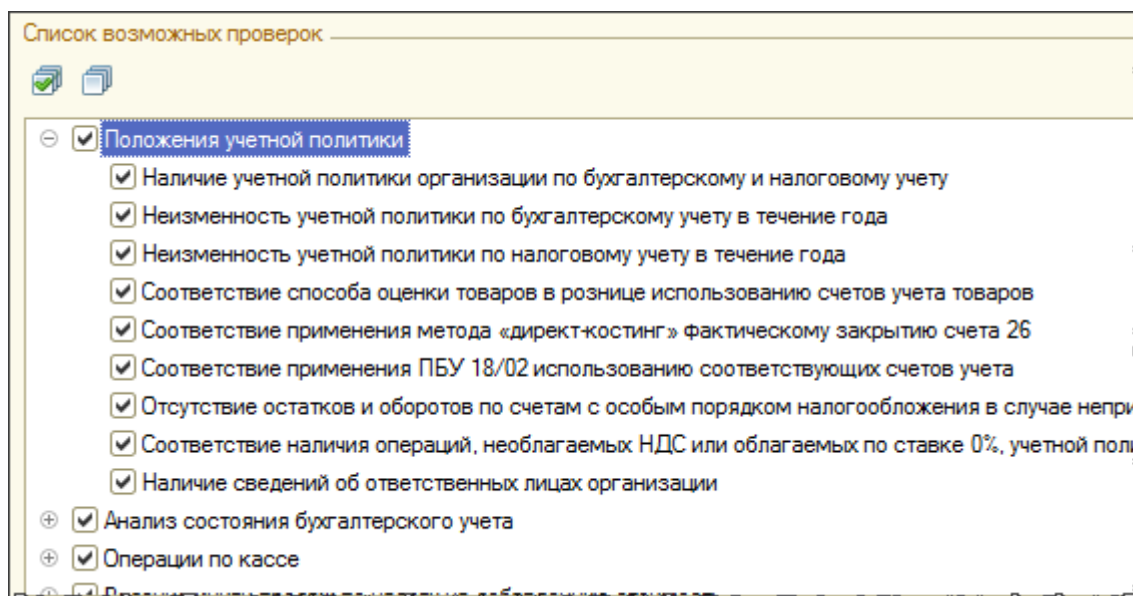 Список возможных проверок
Положения учетной политики
Наличие учетной политики организации по бухгалтерскому и налоговому учету
Неизменность учетной политики по бухгалтерскому учету в течение года
Неизменность учетной политики по налоговому учету в течение года
Соответствие способа оценки товаров в рознице использованию счетов учета товаров
Соответствие применения метода «директ-костинг» фактическому закрытию счета 26
Соответствие применения ПБУ 18/02 использованию соответствующих счетов учета
Отсутствие остатков и оборотов по счетам с особым порядком налогообложения в случае непри
Соответствие наличия операций, необлагаемых НДС или облагаемых по ставке 0%, учетной поли
Наличие сведений об ответственных лицах организации
Анализ состояния бухгалтерского учета
Операции по кассе